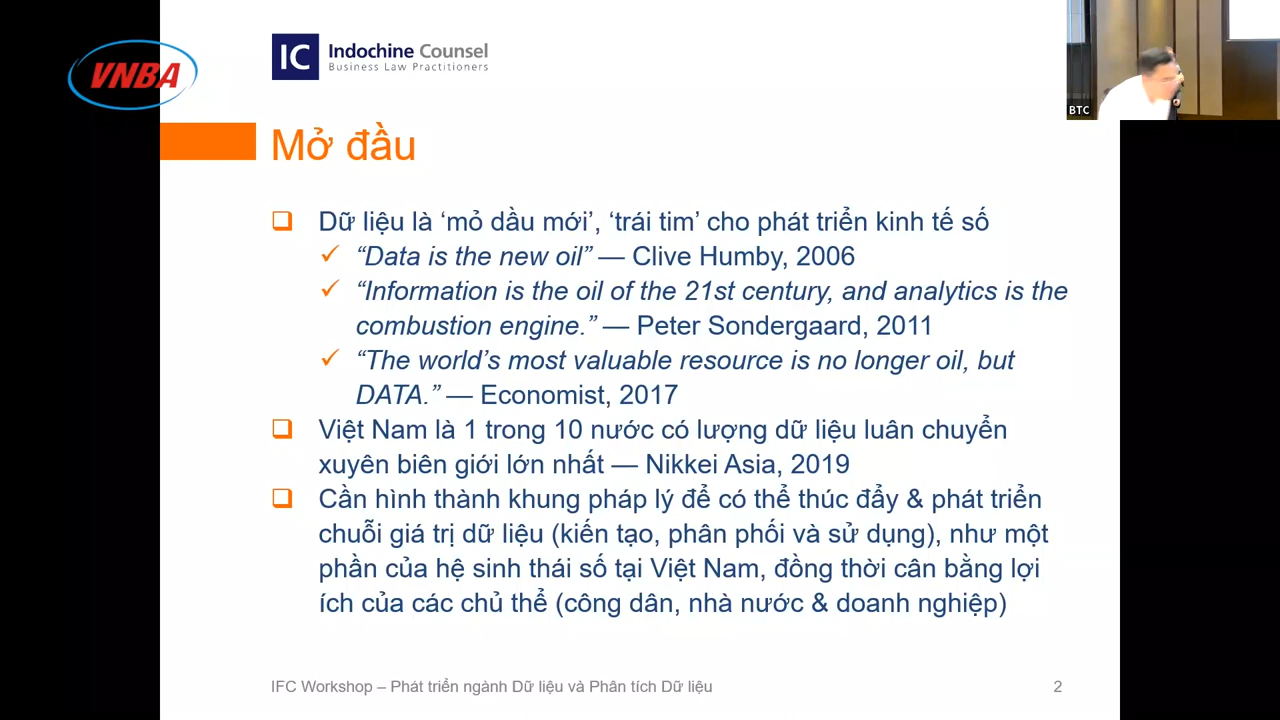 VNBA
IC Indochine Counsel
Business Law Practitioners
BTC
Mở đầu
Dữ liệu là ‘mỏ dầu mới’, ‘trái tim’ cho phát triển kinh tế số
“Data is the new oil” — Clive Humby, 2006
“Information is the oil of the 21st century, and analytics is the
combustion engine.” — Peter Sondergaard, 2011
“The world’s most valuable resource is no longer oil, but
DATA.” — Economist, 2017
Việt Nam là 1 trong 10 nước có lượng dữ liệu luân chuyển
xuyên biên giới lớn nhất — Nikkei Asia, 2019
Cần hình thành khung pháp lý để có thể thúc đẩy & phát triển
chuỗi giá trị dữ liệu (kiến tạo, phân phối và sử dụng), như một
phần của hệ sinh thái số tại Việt Nam, đồng thời cân bằng lợi
ích của các chủ thể (công dân, nhà nước & doanh nghiệp)
IFC Workshop – Phát triển ngành Dữ liệu và Phân tích Dữ liệu
2